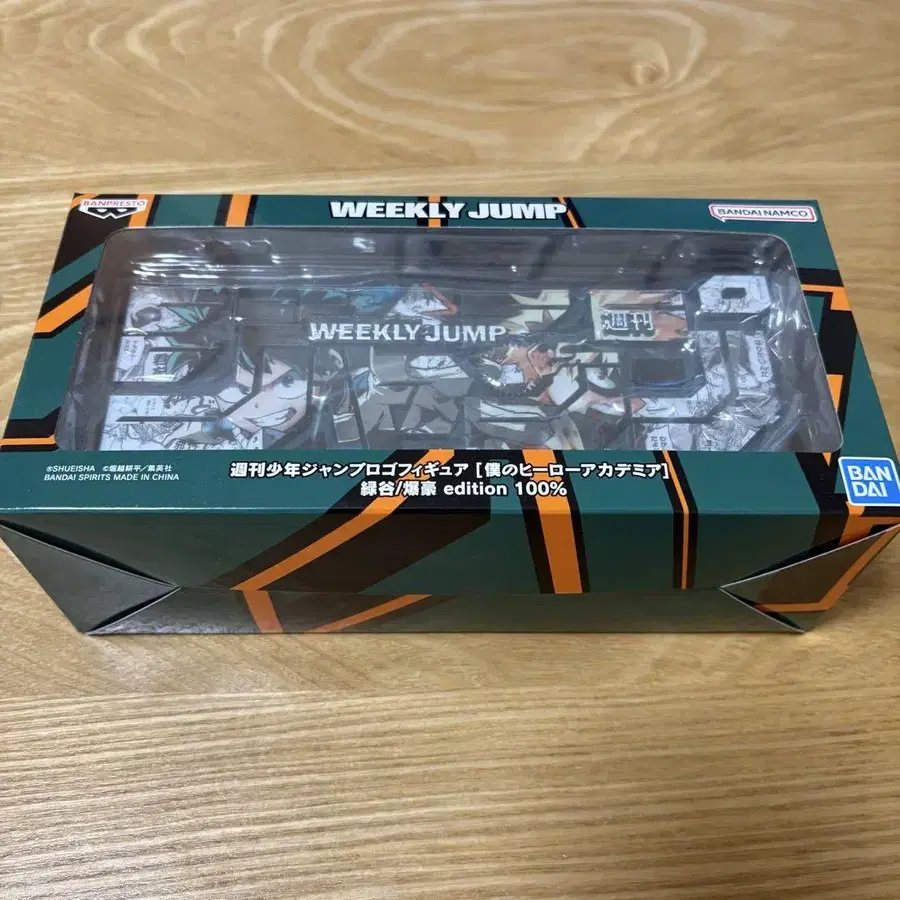 BANPRESTO
WEEKLY JUMP
BANDAI NAMCO
WEEKLY JUMP
週刊
©SHUEISHA ©堀越耕平/集英社
BANDAI SPIRITS MADE IN CHINA
週刊少年ジャンプロゴフィギュア [僕のヒーローアカデミア]
緑谷/爆豪 edition 100%
BAN
DAI